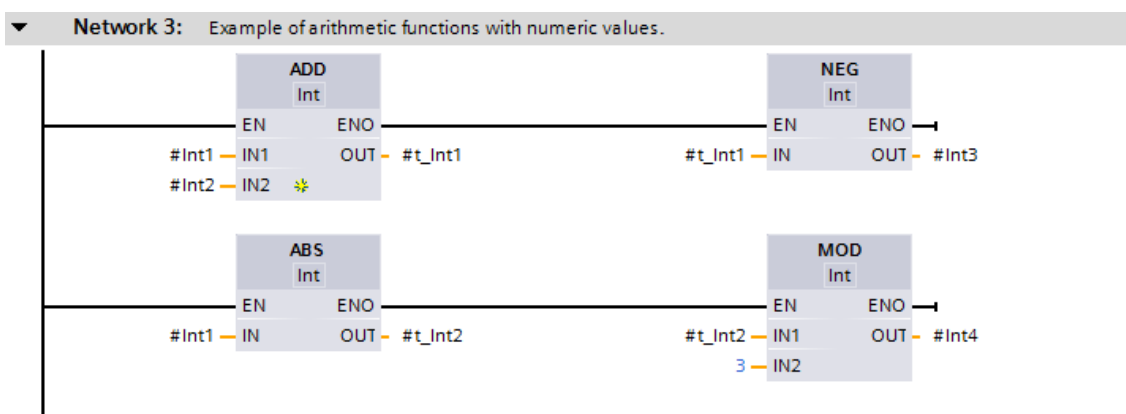 Network 3: Example of arithmetic functions with numeric values.
ADD NEG
Int Int
EN ENO EN ENO
#Int1 IN1 OUT #t_Int1 #t_Int1 IN OUT #Int3
#Int2 IN2
ABS MOD
Int Int
EN ENO EN ENO
#Int1 IN OUT #t_Int2 #t_Int2 IN1 OUT #Int4
3 IN2